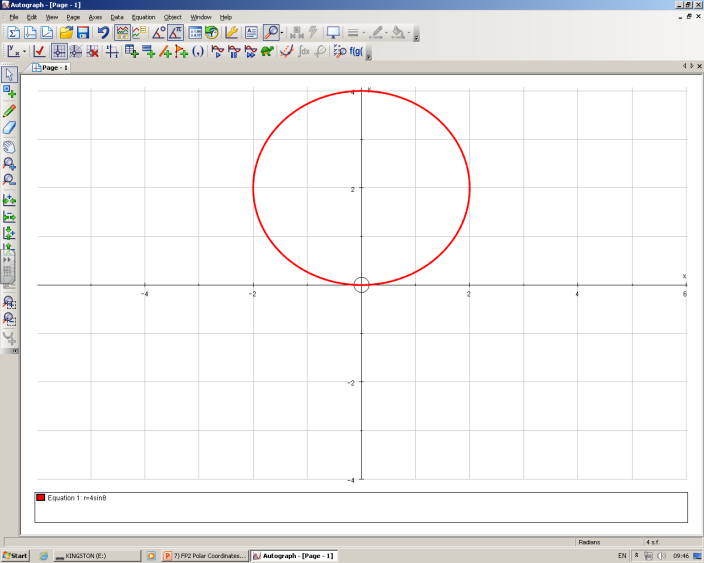 Autograph - [Page - 1]
File Edit View Page Axes Data Equation Object Window Help
∫dx f(g(
Page - 1
4 y
2
x
-4 -2 2 4 6
-2
-4
Equation 1: r=4sinθ
Radians 4 s.f.
Start KINGSTON (E:) 7) FP2 Polar Coordinates... Autograph - [Page - 1] EN 09:46